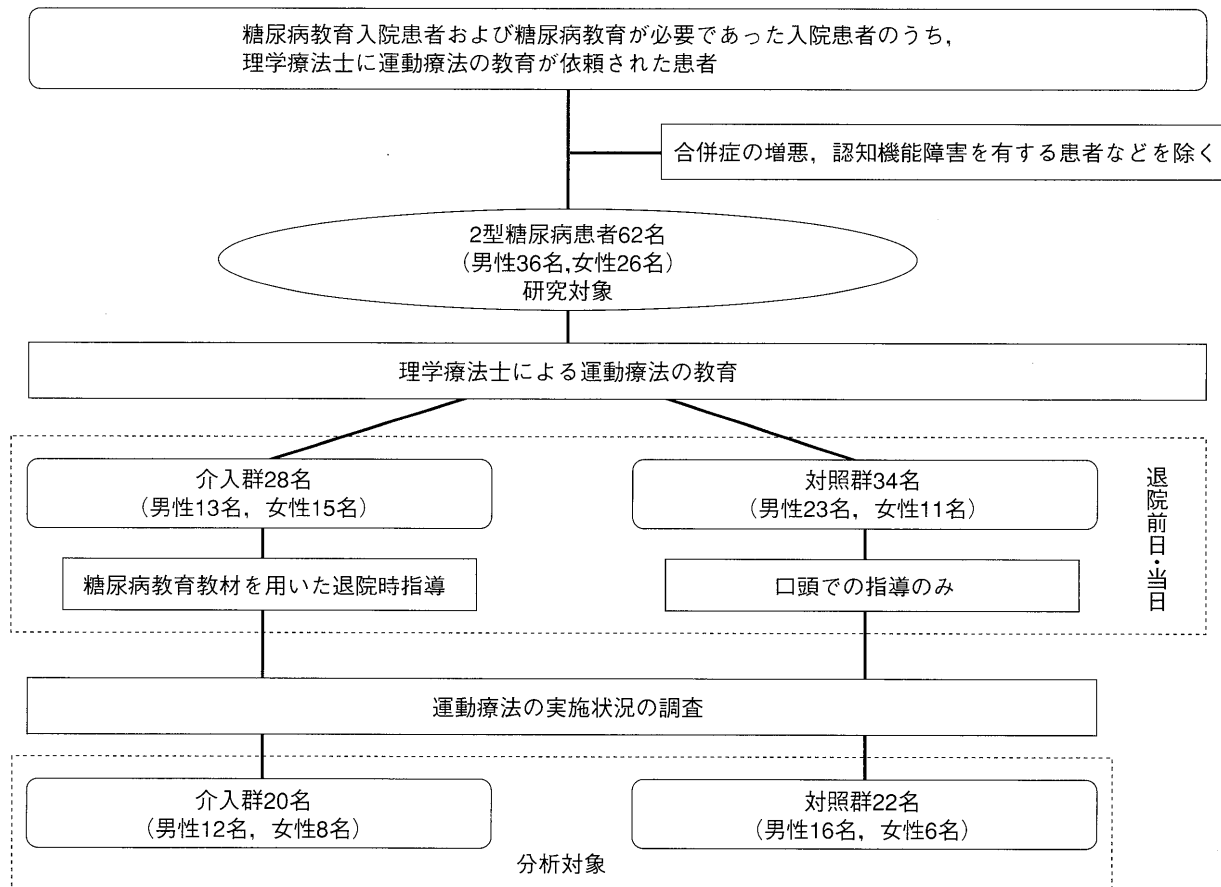 糖尿病教育入院患者および糖尿病教育が必要であった入院患者のうち，
理学療法士に運動療法の教育が依頼された患者
合併症の増悪，認知機能障害を有する患者などを除く
2型糖尿病患者62名
（男性36名,女性26名）
研究対象
理学療法士による運動療法の教育
介入群28名
（男性13名，女性15名）
対照群34名
（男性23名，女性11名）
退院前日・当日
糖尿病教育教材を用いた退院時指導
口頭での指導のみ
運動療法の実施状況の調査
介入群20名
（男性12名，女性8名）
対照群22名
（男性16名，女性6名）
分析対象